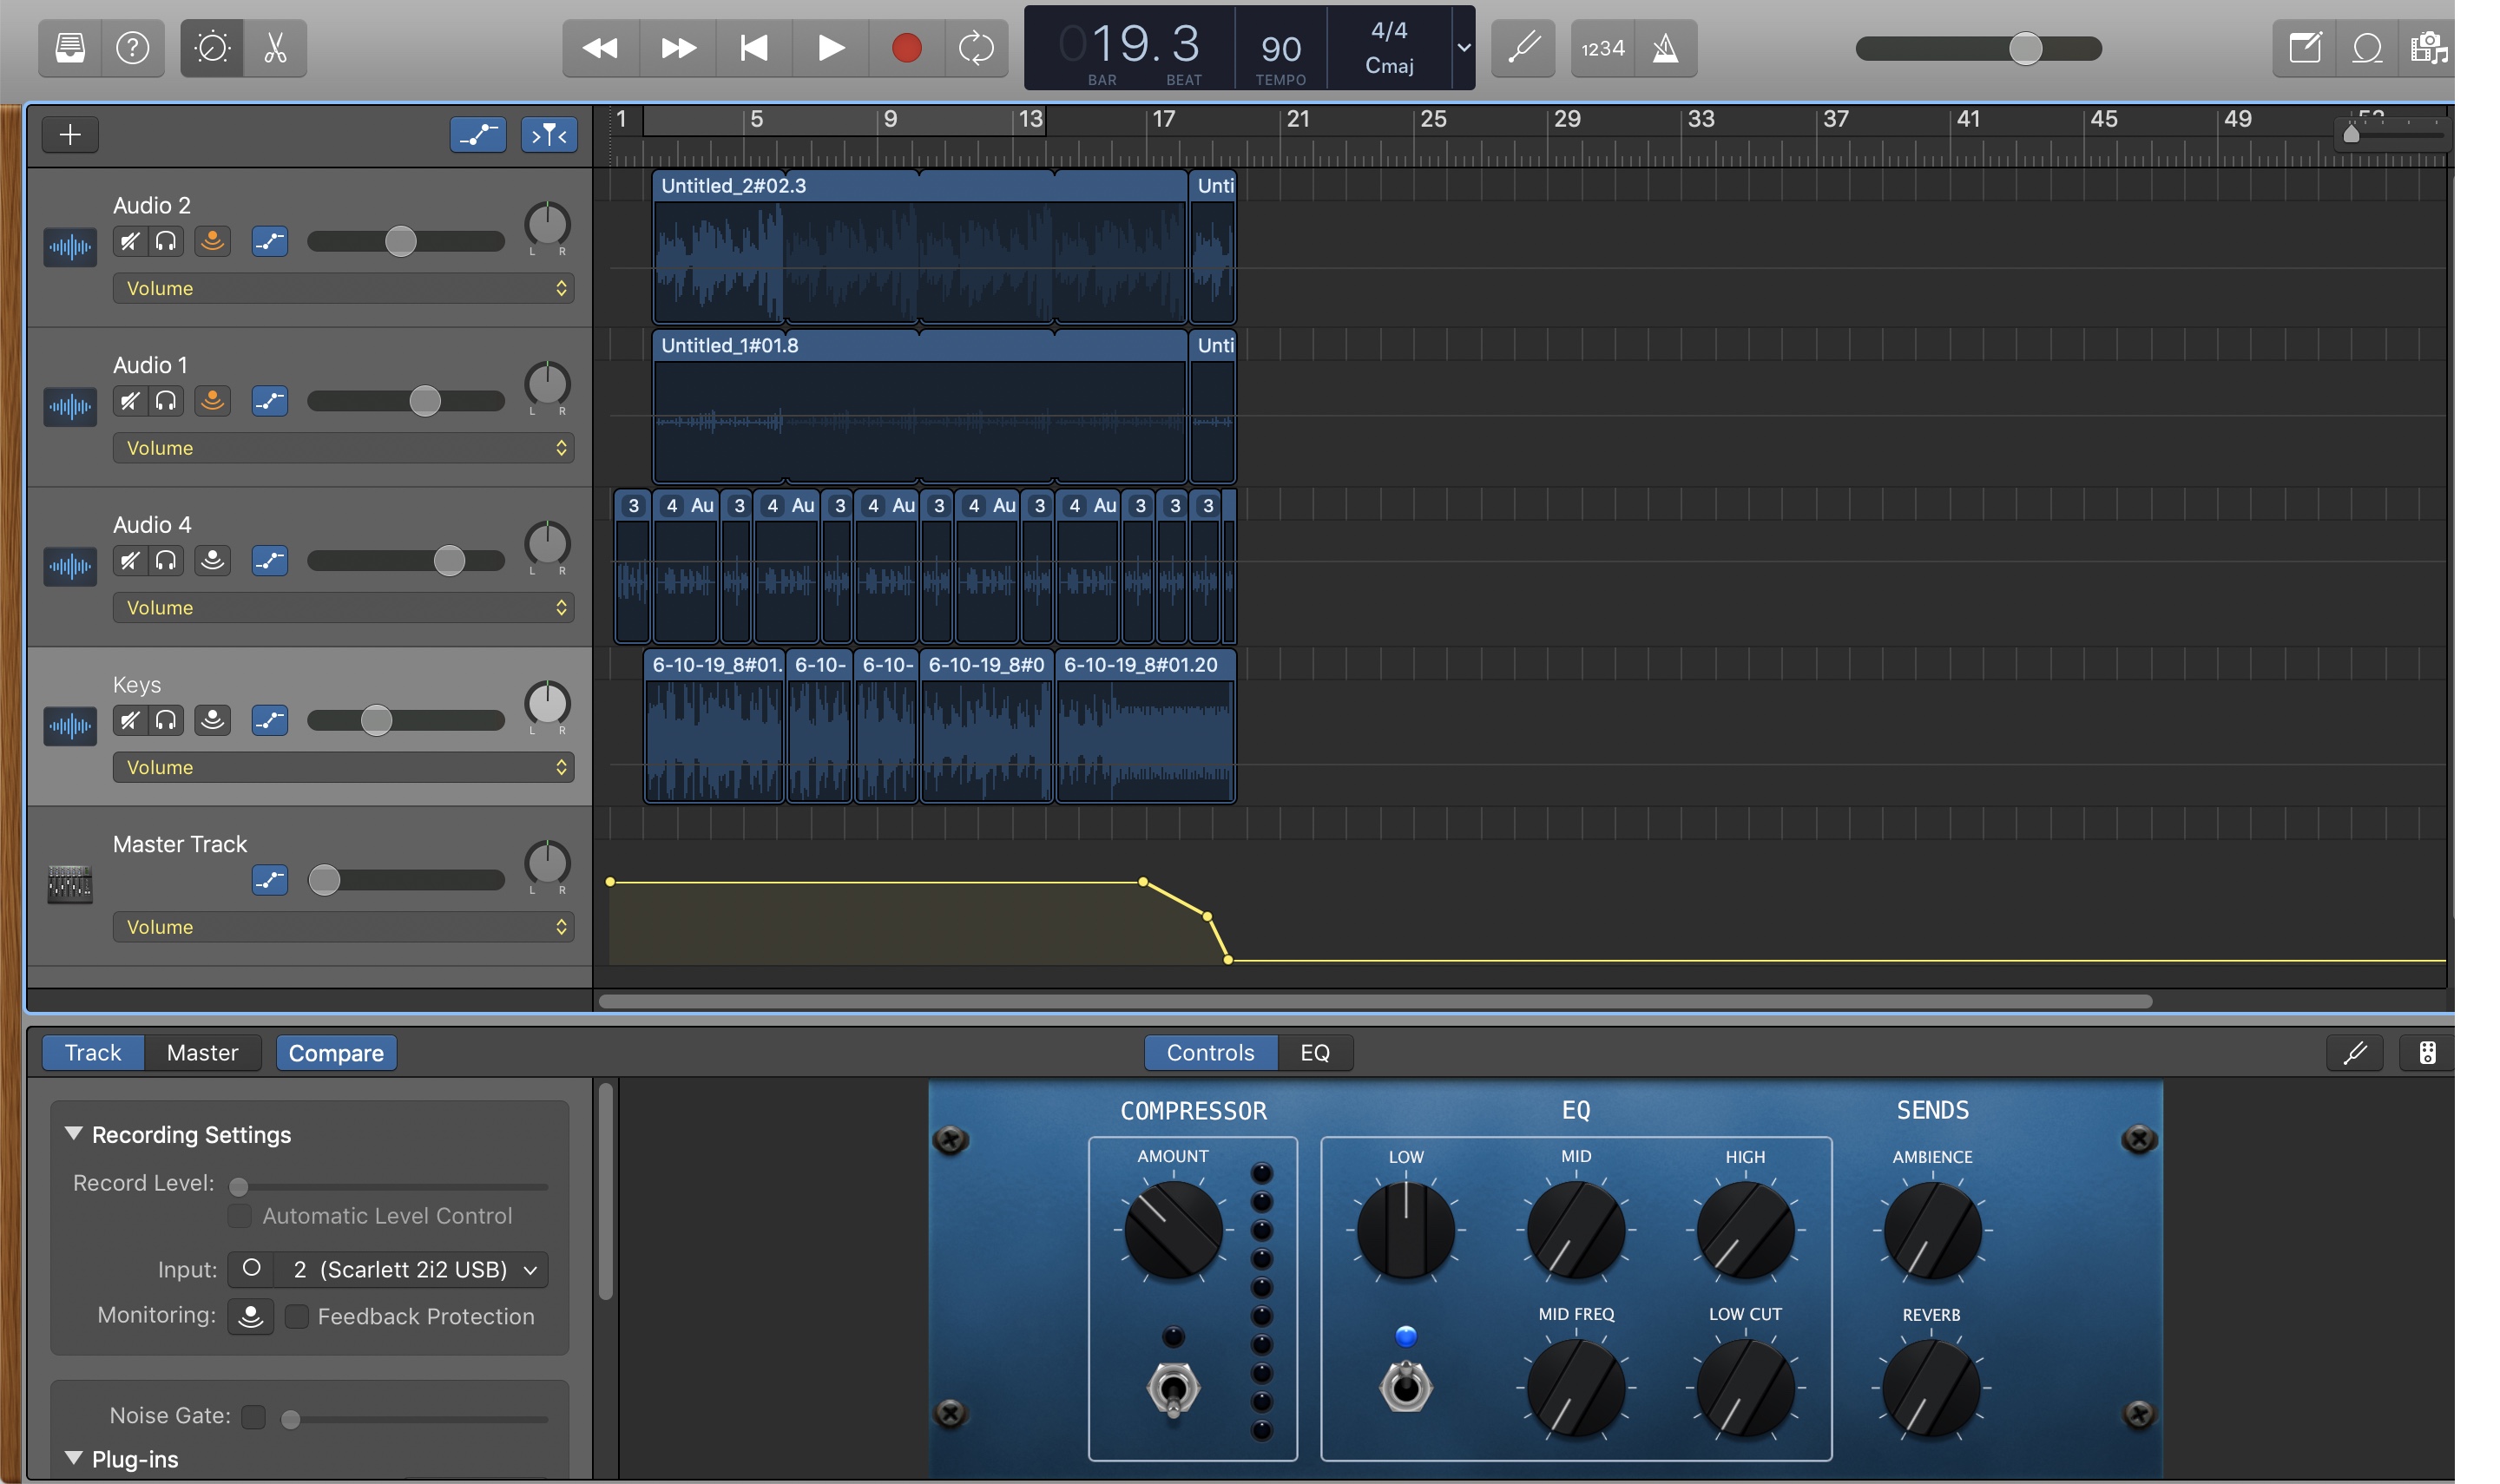 019. 3
BAR BEAT
90
TEMPO
4/4
Cmaj
1234
1 5 9 13 17 21 25 29 33 37 41 45 49
Audio 2
L R
Volume
Untitled_2#02.3 Unti
Audio 1
L R
Volume
Untitled_1#01.8 Unti
Audio 4
L R
Volume
3 4 Au 3 4 Au 3 4 Au 3 4 Au 3 4 Au 3 3 3
Keys
L R
Volume
6-10-19_8#01. 6-10- 6-10- 6-10-19_8#0 6-10-19_8#01.20
Master Track
L R
Volume
Track Master Compare
Controls EQ
Recording Settings
Record Level:
Automatic Level Control
Input: 2 (Scarlett 2i2 USB)
Monitoring: Feedback Protection
Noise Gate:
Plug-ins
COMPRESSOR EQ SENDS
AMOUNT LOW MID HIGH AMBIENCE
MID FREQ LOW CUT REVERB